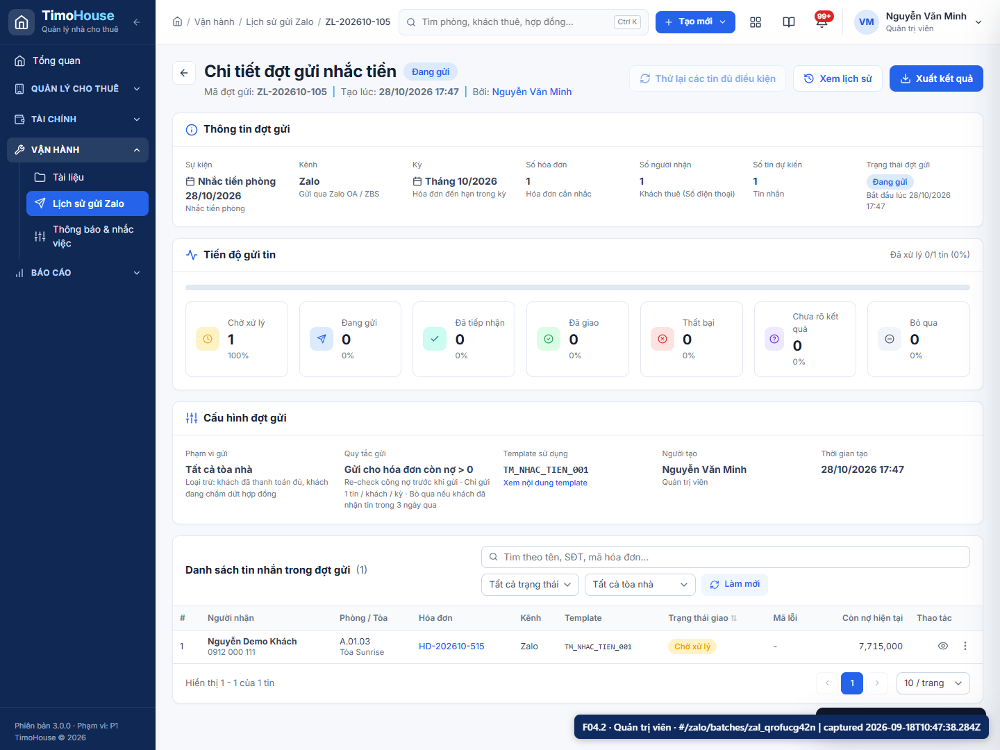 TimoHouse
Quản lý nhà cho thuê
Tổng quan
QUẢN LÝ CHO THUÊ
TÀI CHÍNH
VẬN HÀNH
Tài liệu
Lịch sử gửi Zalo
Thông báo & nhắc việc
BÁO CÁO
Phiên bản 3.0.0 · Phạm vi: P1
TimoHouse © 2026
/ Vận hành / Lịch sử gửi Zalo / ZL-202610-105
Tìm phòng, khách thuê, hợp đồng... Ctrl K
Tạo mới
99+
VM
Nguyễn Văn Minh
Quản trị viên
Chi tiết đợt gửi nhắc tiền Đang gửi
Mã đợt gửi: ZL-202610-105 | Tạo lúc: 28/10/2026 17:47 | Bởi: Nguyễn Văn Minh
Thử lại các tin đủ điều kiện
Xem lịch sử
Xuất kết quả
Thông tin đợt gửi
Sự kiện
Nhắc tiền phòng 28/10/2026
Nhắc tiền phòng
Kênh
Zalo
Gửi qua Zalo OA / ZBS
Kỳ
Tháng 10/2026
Hóa đơn đến hạn trong kỳ
Số hóa đơn
1
Hóa đơn cần nhắc
Số người nhận
1
Khách thuê (Số điện thoại)
Số tin dự kiến
1
Tin nhắn
Trạng thái đợt gửi
Đang gửi
Bắt đầu lúc 28/10/2026 17:47
Tiến độ gửi tin
Đã xử lý 0/1 tin (0%)
Chờ xử lý
1
100%
Đang gửi
0
0%
Đã tiếp nhận
0
0%
Đã giao
0
0%
Thất bại
0
0%
Chưa rõ kết quả
0
0%
Bỏ qua
0
0%
Cấu hình đợt gửi
Phạm vi gửi
Tất cả tòa nhà
Loại trừ: khách đã thanh toán đủ, khách đang chấm dứt hợp đồng
Quy tắc gửi
Gửi cho hóa đơn còn nợ > 0
Re-check công nợ trước khi gửi · Chỉ gửi 1 tin / khách / kỳ · Bỏ qua nếu khách đã nhận tin trong 3 ngày qua
Template sử dụng
TM_NHAC_TIEN_001
Xem nội dung template
Người tạo
Nguyễn Văn Minh
Quản trị viên
Thời gian tạo
28/10/2026 17:47
Danh sách tin nhắn trong đợt gửi (1)
Tìm theo tên, SĐT, mã hóa đơn...
Tất cả trạng thái
Tất cả tòa nhà
Làm mới
# Người nhận Phòng / Tòa Hóa đơn Kênh Template Trạng thái giao Mã lỗi Còn nợ hiện tại Thao tác
1 Nguyễn Demo Khách A.01.03 HD-202610-515 Zalo TM_NHAC_TIEN_001 Chờ xử lý - 7,715,000
0912 000 111 Tòa Sunrise
Hiển thị 1 - 1 của 1 tin
1
10 / trang
F04.2 · Quản trị viên · #/zalo/batches/zal_qrofucg42n | captured 2026-09-18T10:47:38.284Z